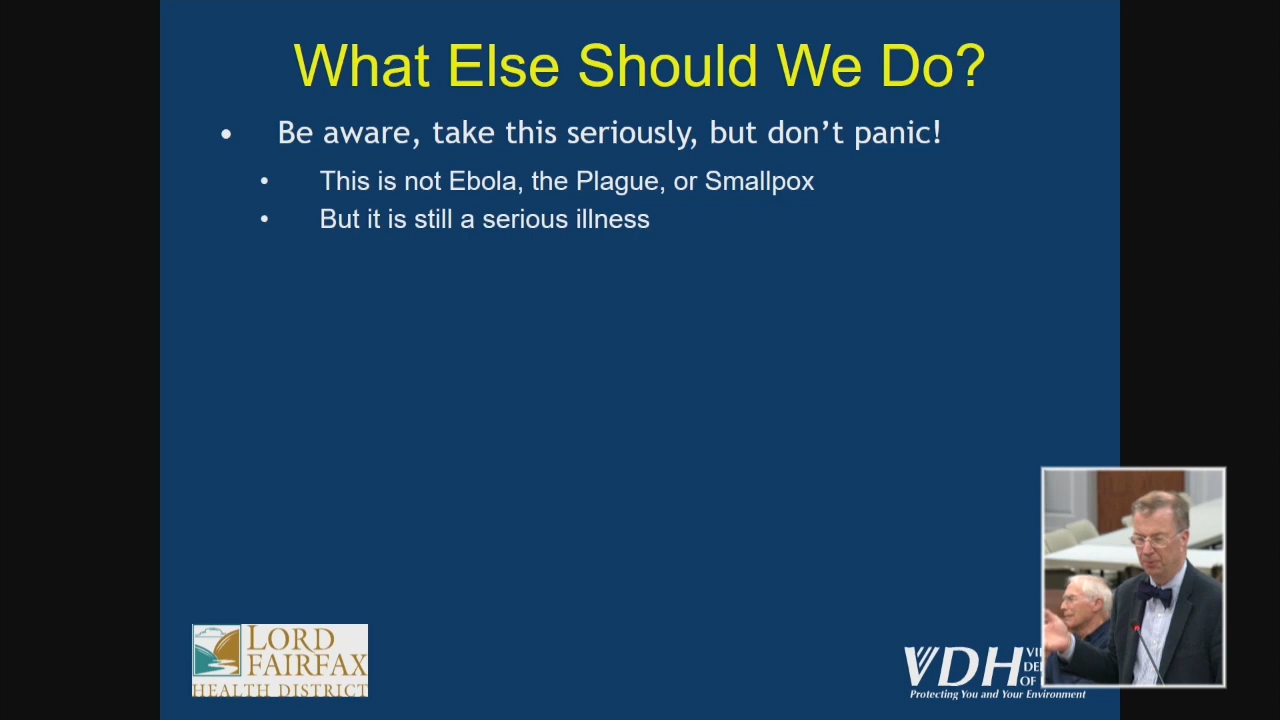 What Else Should We Do?
• Be aware, take this seriously, but don't panic!
• This is not Ebola, the Plague, or Smallpox
• But it is still a serious illness
LORD
FAIRFAX
HEALTH DISTRICT
VDH
OF
Protecting You and Your Environment